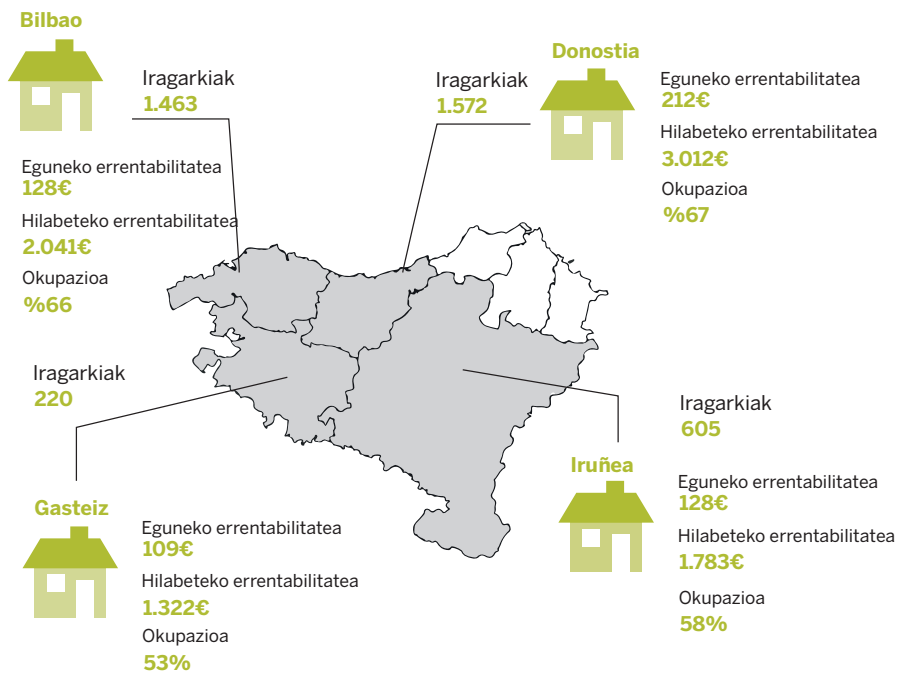 Bilbao
Iragarkiak
1.463
Eguneko errentabilitatea
128€
Hilabeteko errentabilitatea
2.041€
Okupazioa
%66
Donostia
Iragarkiak
1.572
Eguneko errentabilitatea
212€
Hilabeteko errentabilitatea
3.012€
Okupazioa
%67
Iragarkiak
220
Gasteiz
Eguneko errentabilitatea
109€
Hilabeteko errentabilitatea
1.322€
Okupazioa
53%
Iragarkiak
605
Iruñea
Eguneko errentabilitatea
128€
Hilabeteko errentabilitatea
1.783€
Okupazioa
58%